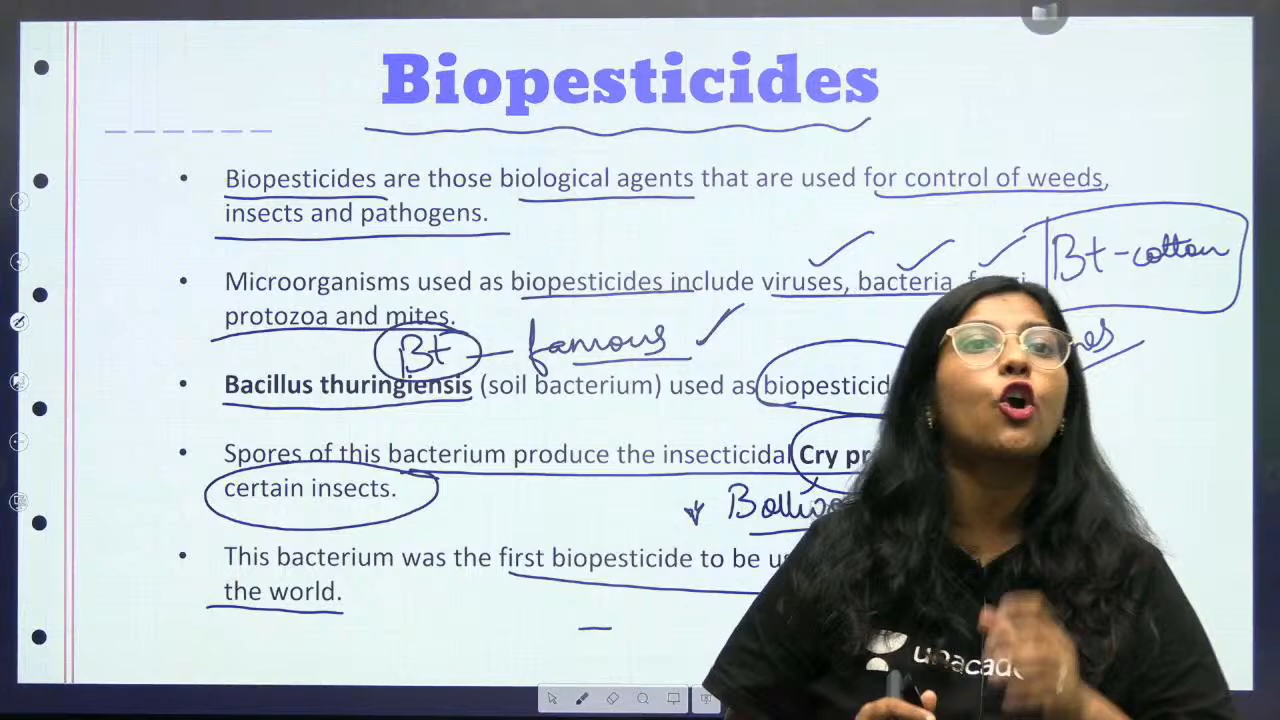 Biopesticides
• Biopesticides are those biological agents that are used for control of weeds,
insects and pathogens.
Bt-cotton
• Microorganisms used as biopesticides include viruses, bacteria,
protozoa and mites.
Bt - famous
• Bacillus thuringiensis (soil bacterium) used as biopesticid
• Spores of this bacterium produce the insecticidal Cry pr
certain insects.
• This bacterium was the first biopesticide to be u
the world.
unacad